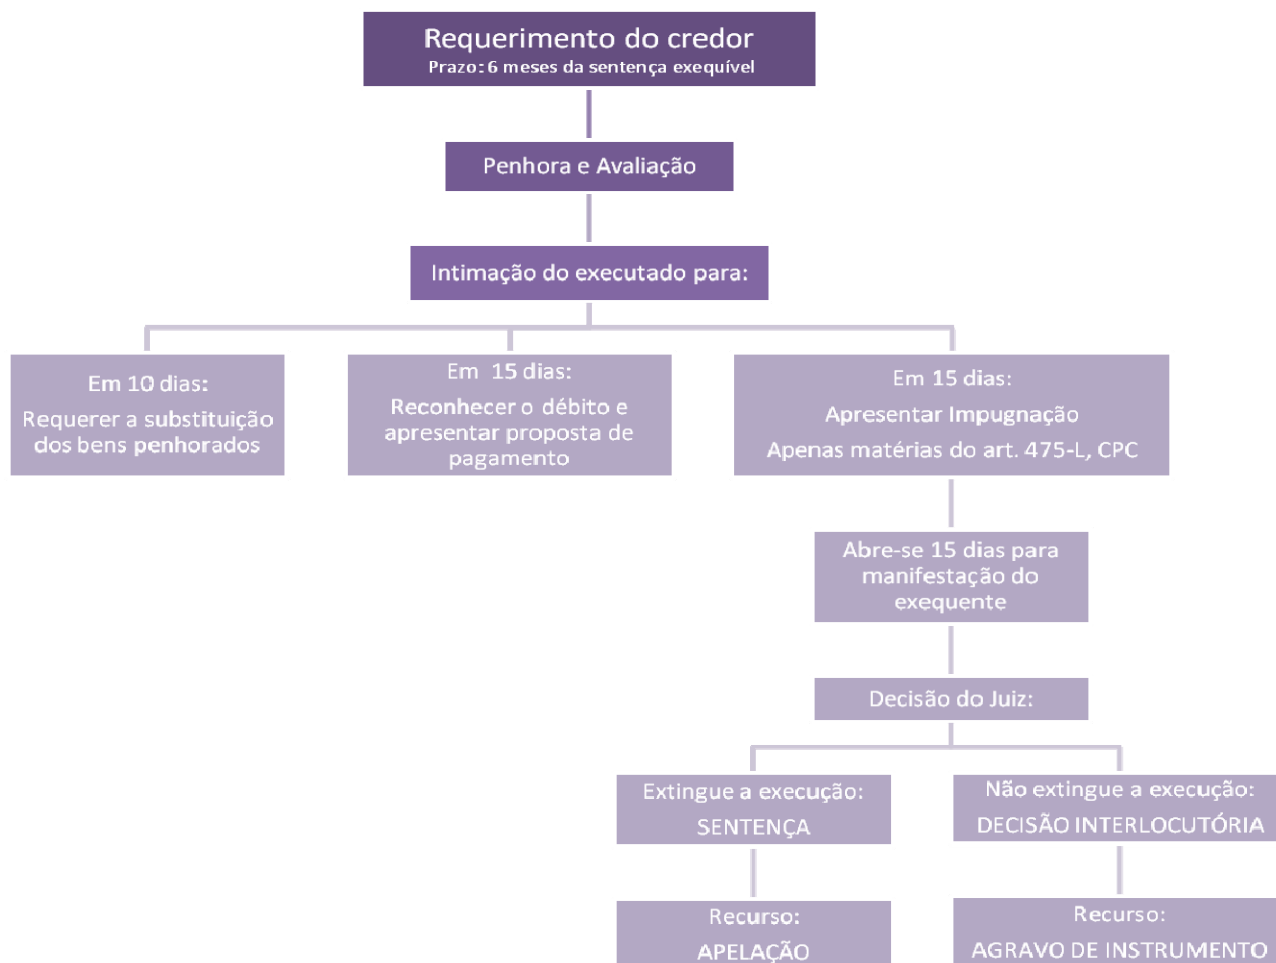 Requerimento do credor
Prazo: 6 meses da sentença exequível
Penhora e Avaliação
Intimação do executado para:
Em 10 dias:
Requerer a substituição
dos bens penhorados
Em 15 dias:
Reconhecer o débito e
apresentar proposta de
pagamento
Em 15 dias:
Apresentar Impugnação
Apenas matérias do art. 475-L, CPC
Abre-se 15 dias para
manifestação do
exequente
Decisão do Juiz:
Extingue a execução:
SENTENÇA
Não extingue a execução:
DECISÃO INTERLOCUTÓRIA
Recurso:
APELAÇÃO
Recurso:
AGRAVO DE INSTRUMENTO